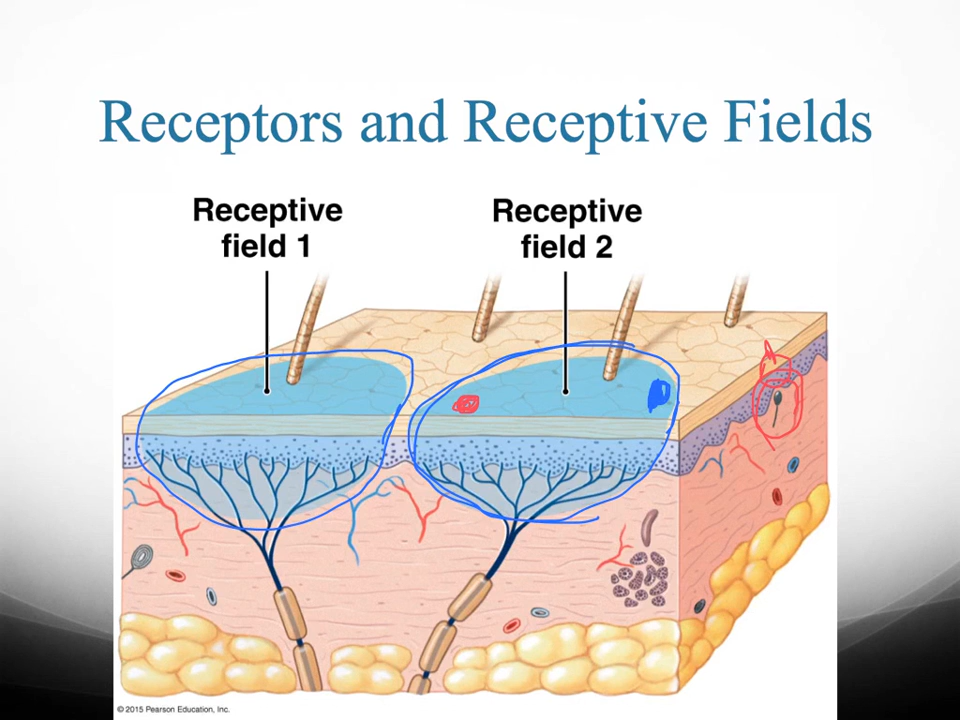 Receptors and Receptive Fields
Receptive
field 1
Receptive
field 2
© 2015 Pearson Education, Inc.